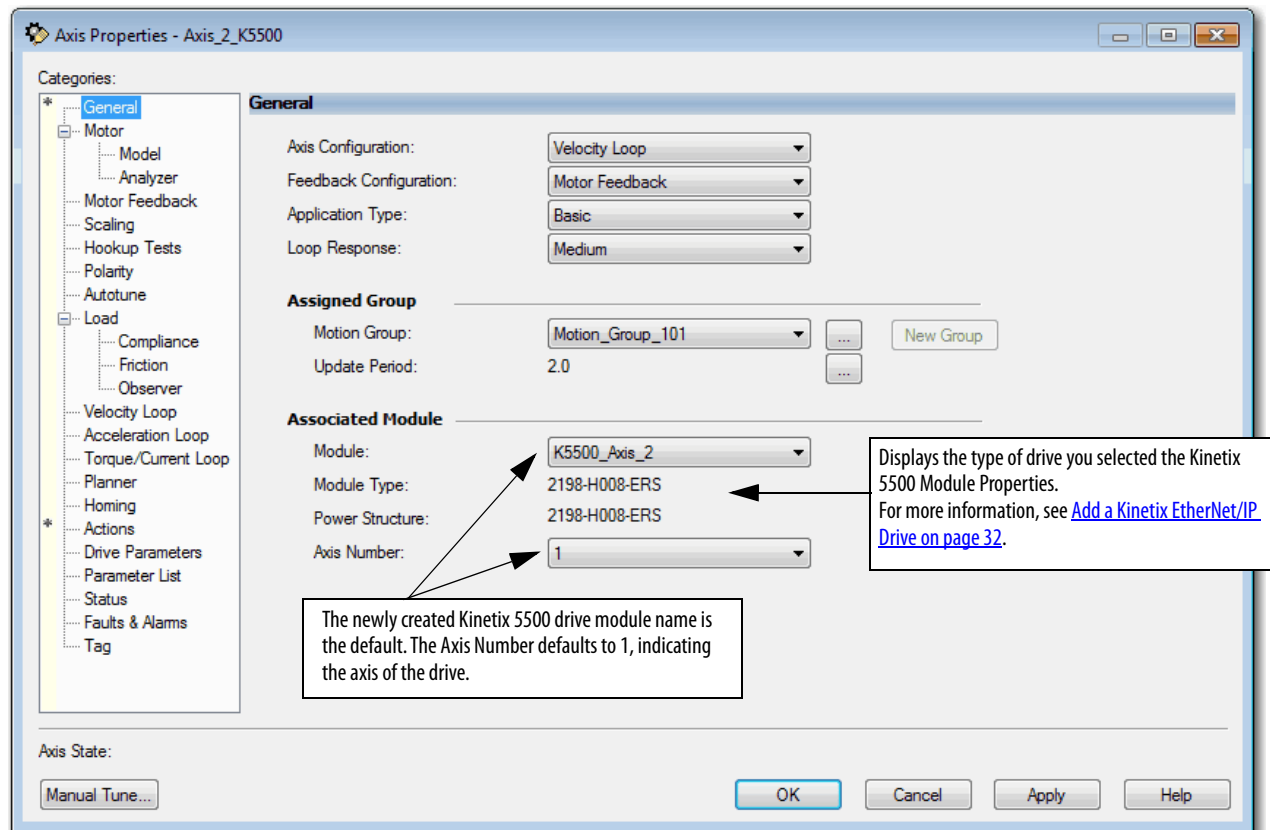 Axis Properties - Axis_2_K5500
Categories:
*
General
Motor
Model
Analyzer
Motor Feedback
Scaling
Hookup Tests
Polarity
Autotune
Load
Compliance
Friction
Observer
Velocity Loop
Acceleration Loop
Torque/Current Loop
Planner
Homing
* Actions
Drive Parameters
Parameter List
Status
Faults & Alarms
Tag
General
Axis Configuration: Velocity Loop
Feedback Configuration: Motor Feedback
Application Type: Basic
Loop Response: Medium
Assigned Group
Motion Group: Motion_Group_101 ... New Group
Update Period: 2.0 ...
Associated Module
Module: K5500_Axis_2
Module Type: 2198-H008-ERS
Power Structure: 2198-H008-ERS
Axis Number: 1
Displays the type of drive you selected the Kinetix
5500 Module Properties.
For more information, see Add a Kinetix EtherNet/IP
Drive on page 32.
The newly created Kinetix 5500 drive module name is
the default. The Axis Number defaults to 1, indicating
the axis of the drive.
Axis State:
Manual Tune... OK Cancel Apply Help